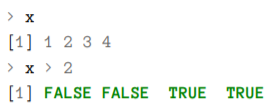 > x
[1] 1 2 3 4
> x > 2
[1] FALSE FALSE  TRUE  TRUE